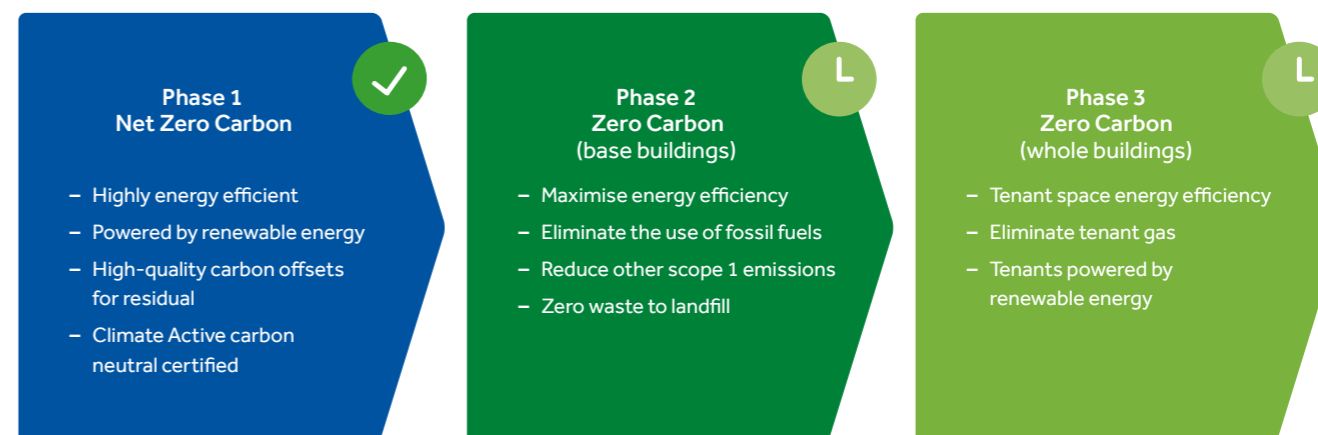 Phase 1
Net Zero Carbon
– Highly energy efficient
– Powered by renewable energy
– High-quality carbon offsets
for residual
– Climate Active carbon
neutral certified
Phase 2
Zero Carbon
(base buildings)
– Maximise energy efficiency
– Eliminate the use of fossil fuels
– Reduce other scope 1 emissions
– Zero waste to landfill
Phase 3
Zero Carbon
(whole buildings)
– Tenant space energy efficiency
– Eliminate tenant gas
– Tenants powered by
renewable energy